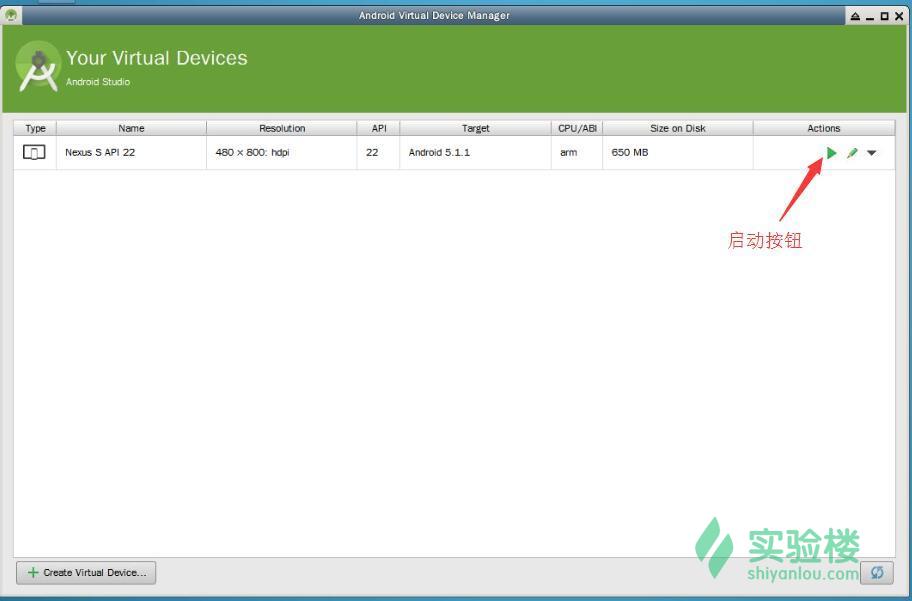 Android Virtual Device Manager
Your Virtual Devices
Android Studio
Type Name Resolution API Target CPU/ABI Size on Disk Actions
Nexus S API 22 480 × 800: hdpi 22 Android 5.1.1 arm 650 MB
启动按钮
实验楼
shiyanlou.com
Create Virtual Device...